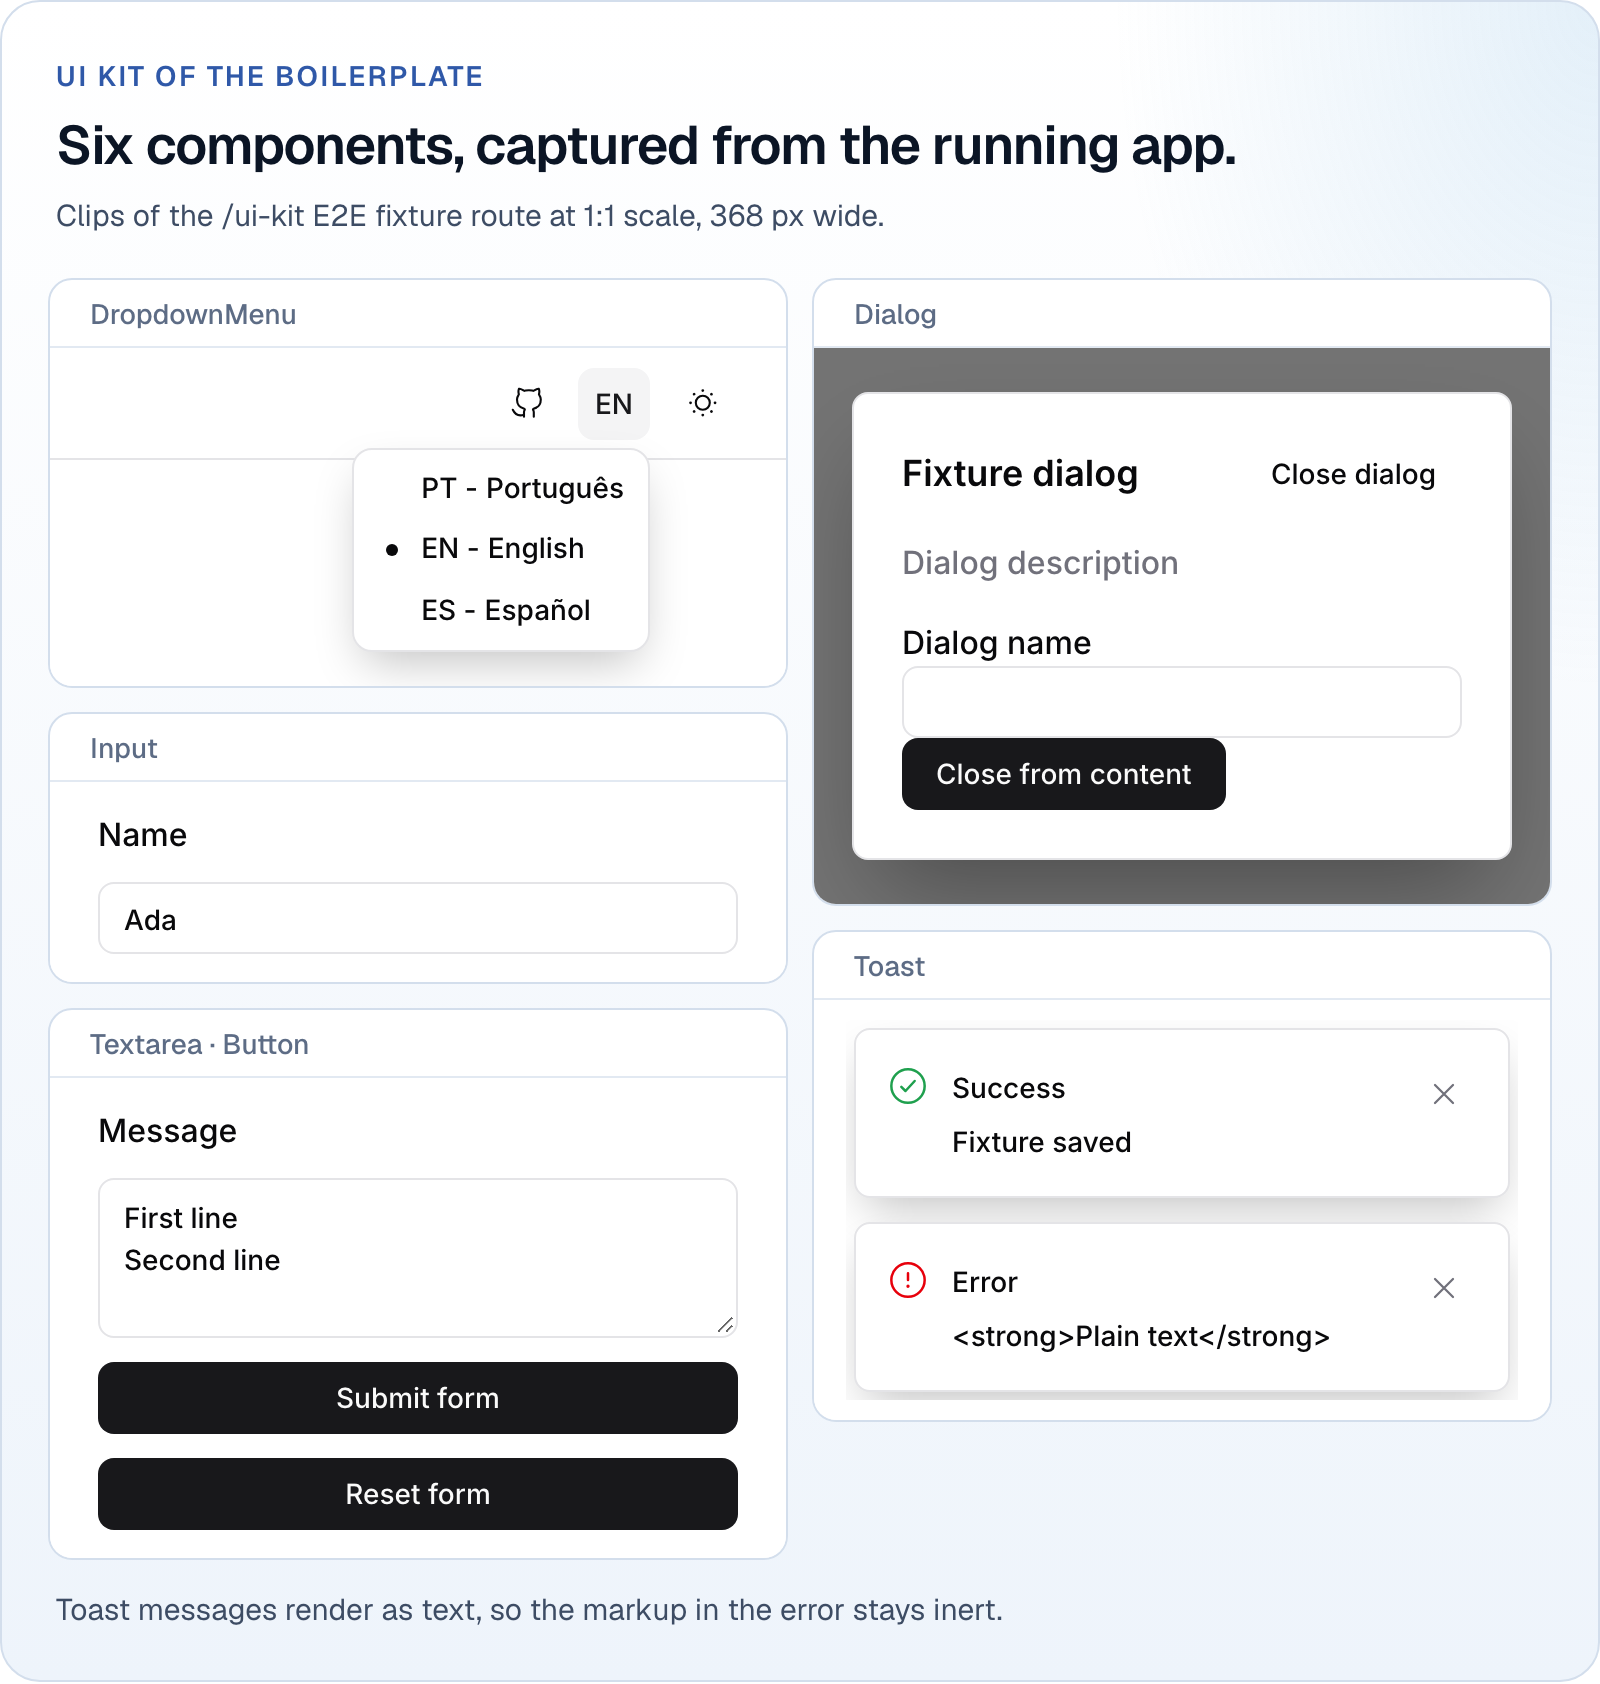 UI KIT OF THE BOILERPLATE
Six components, captured from the running app.
Clips of the /ui-kit E2E fixture route at 1:1 scale, 368 px wide.
DropdownMenu
EN
PT - Português
EN - English
ES - Español
Input
Name
Ada
Textarea · Button
Message
First line
Second line
Submit form
Reset form
Dialog
Fixture dialog
Close dialog
Dialog description
Dialog name
Close from content
Toast
Success
Fixture saved
Error
<strong>Plain text</strong>
Toast messages render as text, so the markup in the error stays inert.